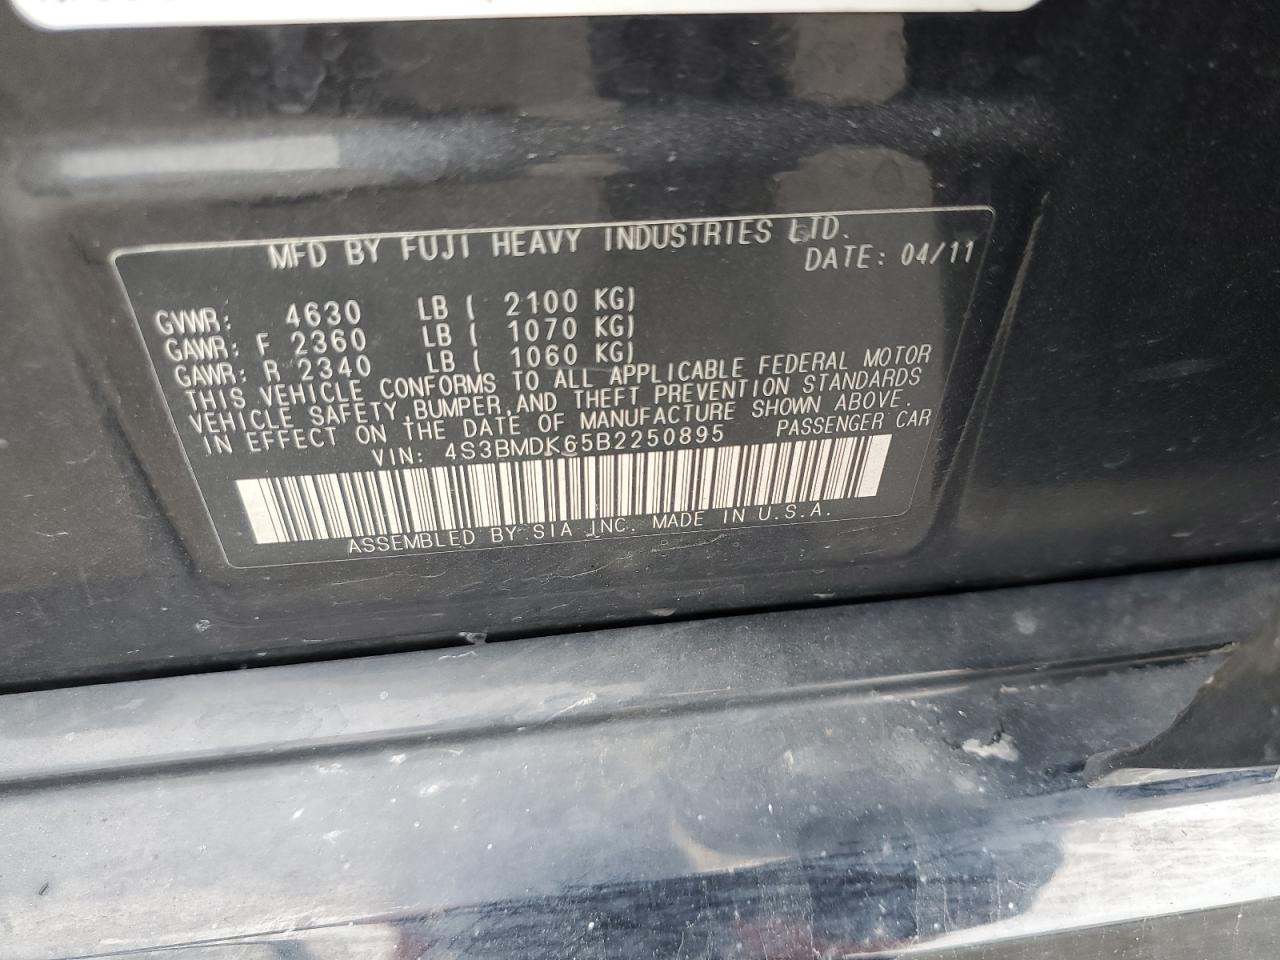 MFD BY FUJI HEAVY INDUSTRIES LTD.
DATE: 04/11
GVWR: 4630 LB ( 2100 KG)
GAWR: F 2360 LB ( 1070 KG)
GAWR: R 2340 LB ( 1060 KG)
THIS VEHICLE CONFORMS TO ALL APPLICABLE FEDERAL MOTOR
VEHICLE SAFETY, BUMPER, AND THEFT PREVENTION STANDARDS
IN EFFECT ON THE DATE OF MANUFACTURE SHOWN ABOVE.
VIN: 4S3BMDK65B2250895 PASSENGER CAR
ASSEMBLED BY SIA INC. MADE IN U.S.A.